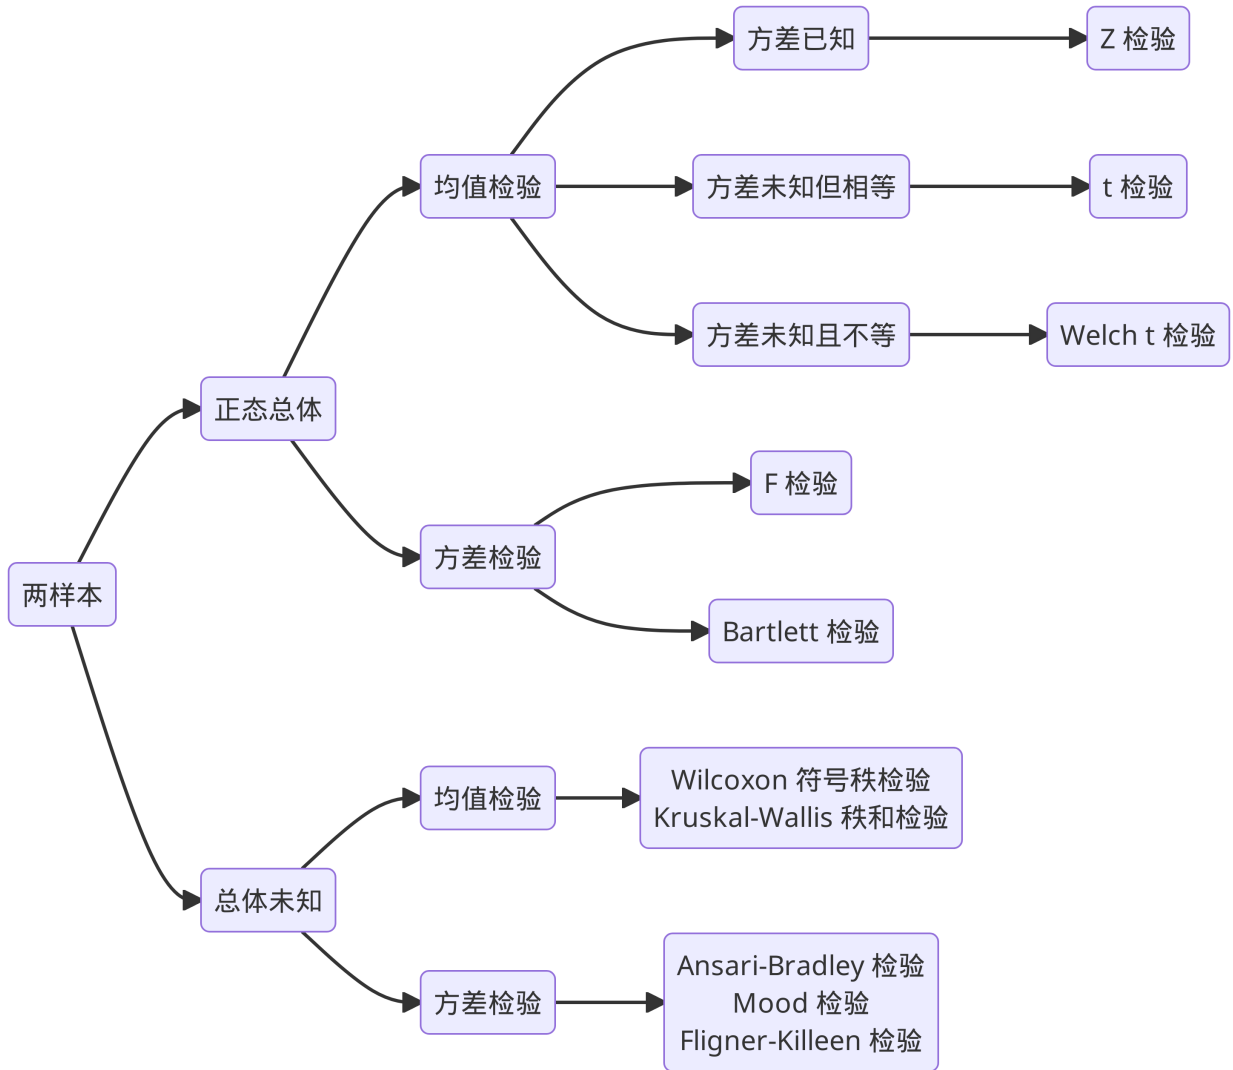 方差已知
Z 检验
均值检验
方差未知但相等
t 检验
方差未知且不等
Welch t 检验
正态总体
F 检验
方差检验
Bartlett 检验
两样本
均值检验
Wilcoxon 符号秩检验
Kruskal-Wallis 秩和检验
总体未知
方差检验
Ansari-Bradley 检验
Mood 检验
Fligner-Killeen 检验